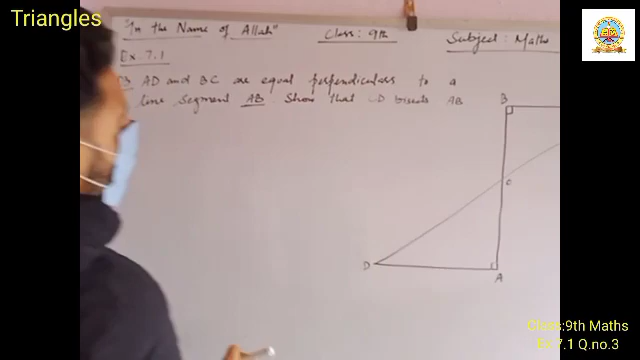 Triangles
"In the Name of Allah"
Class: 9th
Subject: Maths
Ex. 7.1
AD and BC are equal perpendiculars to a
line segment AB. Show that CD bisects AB
B
O
D
A
Class:9th Maths
Ex.7.1 Q.no.3